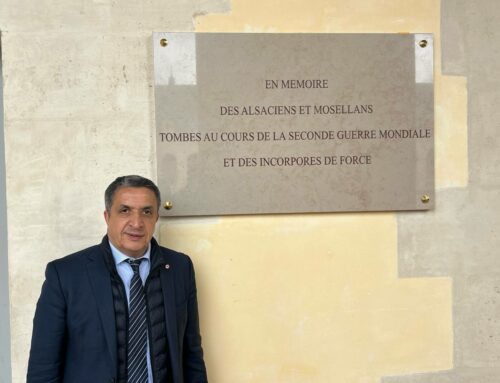 EN MEMOIRE
DES ALSACIENS ET MOSELLANS
TOMBES AU COURS DE LA SECONDE GUERRE MONDIALE
ET DES INCORPORES DE FORCE